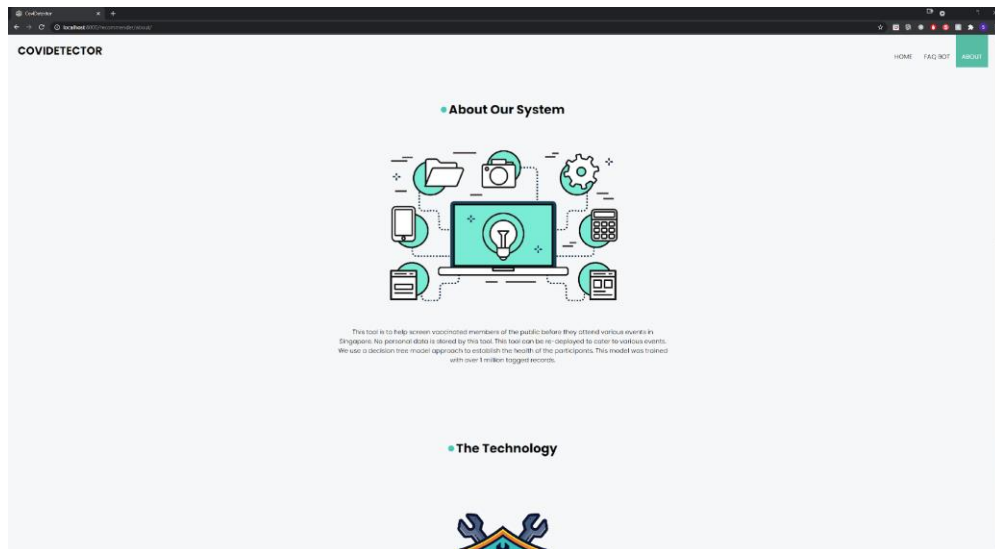 CoviDetector
localhost:8000/recommender/about/
COVIDETECTOR
HOME FAQ BOT ABOUT
About Our System
This tool is to help screen vaccinated members of the public before they attend various events in
Singapore. No personal data is stored by this tool. This tool can be re-deployed to cater to various events.
We use a decision tree model approach to establish the health of the participants. This model was trained
with over 1 million tagged records.
The Technology